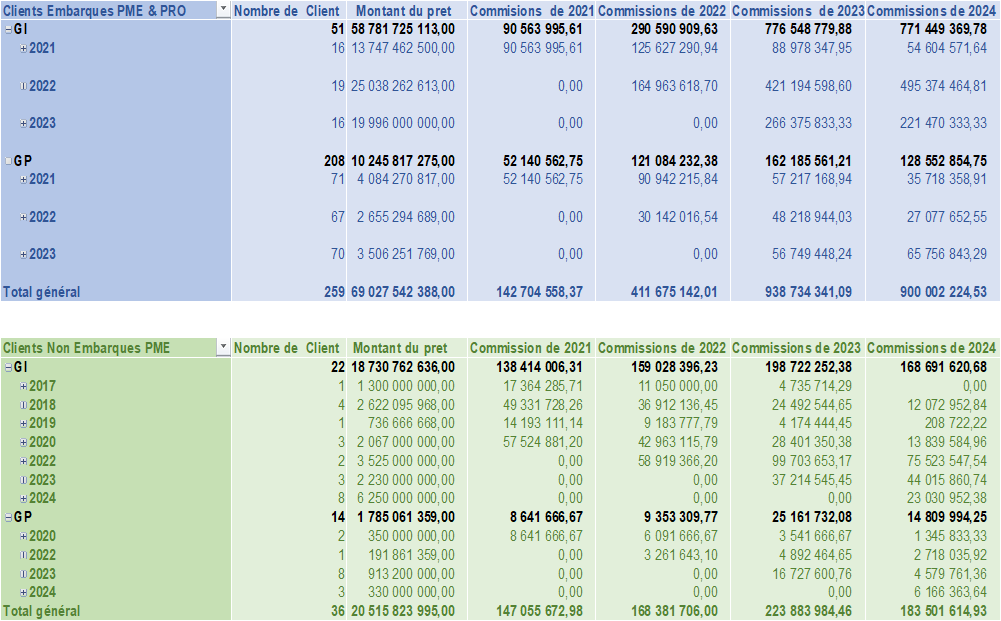 Clients Embarques PME & PRO Nombre de Client Montant du pret Commisions de 2021 Commissions de 2022 Commissions de 2023 Commissions de 2024
GI 51 58 781 725 113,00 90 563 995,61 290 590 909,63 776 548 779,88 771 449 369,78
2021 16 13 747 462 500,00 90 563 995,61 125 627 290,94 88 978 347,95 54 604 571,64
2022 19 25 038 262 613,00 0,00 164 963 618,70 421 194 598,60 495 374 464,81
2023 16 19 996 000 000,00 0,00 0,00 266 375 833,33 221 470 333,33
GP 208 10 245 817 275,00 52 140 562,75 121 084 232,38 162 185 561,21 128 552 854,75
2021 71 4 084 270 817,00 52 140 562,75 90 942 215,84 57 217 168,94 35 718 358,91
2022 67 2 655 294 689,00 0,00 30 142 016,54 48 218 944,03 27 077 652,55
2023 70 3 506 251 769,00 0,00 0,00 56 749 448,24 65 756 843,29
Total général 259 69 027 542 388,00 142 704 558,37 411 675 142,01 938 734 341,09 900 002 224,53
Clients Non Embarques PME Nombre de Client Montant du pret Commission de 2021 Commissions de 2022 Commissions de 2023 Commissions de 2024
GI 22 18 730 762 636,00 138 414 006,31 159 028 396,23 198 722 252,38 168 691 620,68
2017 1 1 300 000 000,00 17 364 285,71 11 050 000,00 4 735 714,29 0,00
2018 4 2 622 095 968,00 49 331 728,26 36 912 136,45 24 492 544,65 12 072 952,84
2019 1 736 666 668,00 14 193 111,14 9 183 777,79 4 174 444,45 208 722,22
2020 3 2 067 000 000,00 57 524 881,20 42 963 115,79 28 401 350,38 13 839 584,96
2022 2 3 525 000 000,00 0,00 58 919 366,20 99 703 653,17 75 523 547,54
2023 3 2 230 000 000,00 0,00 0,00 37 214 545,45 44 015 860,74
2024 8 6 250 000 000,00 0,00 0,00 0,00 23 030 952,38
GP 14 1 785 061 359,00 8 641 666,67 9 353 309,77 25 161 732,08 14 809 994,25
2020 2 350 000 000,00 8 641 666,67 6 091 666,67 3 541 666,67 1 345 833,33
2022 1 191 861 359,00 0,00 3 261 643,10 4 892 464,65 2 718 035,92
2023 8 913 200 000,00 0,00 0,00 16 727 600,76 4 579 761,36
2024 3 330 000 000,00 0,00 0,00 0,00 6 166 363,64
Total général 36 20 515 823 995,00 147 055 672,98 168 381 706,00 223 883 984,46 183 501 614,93